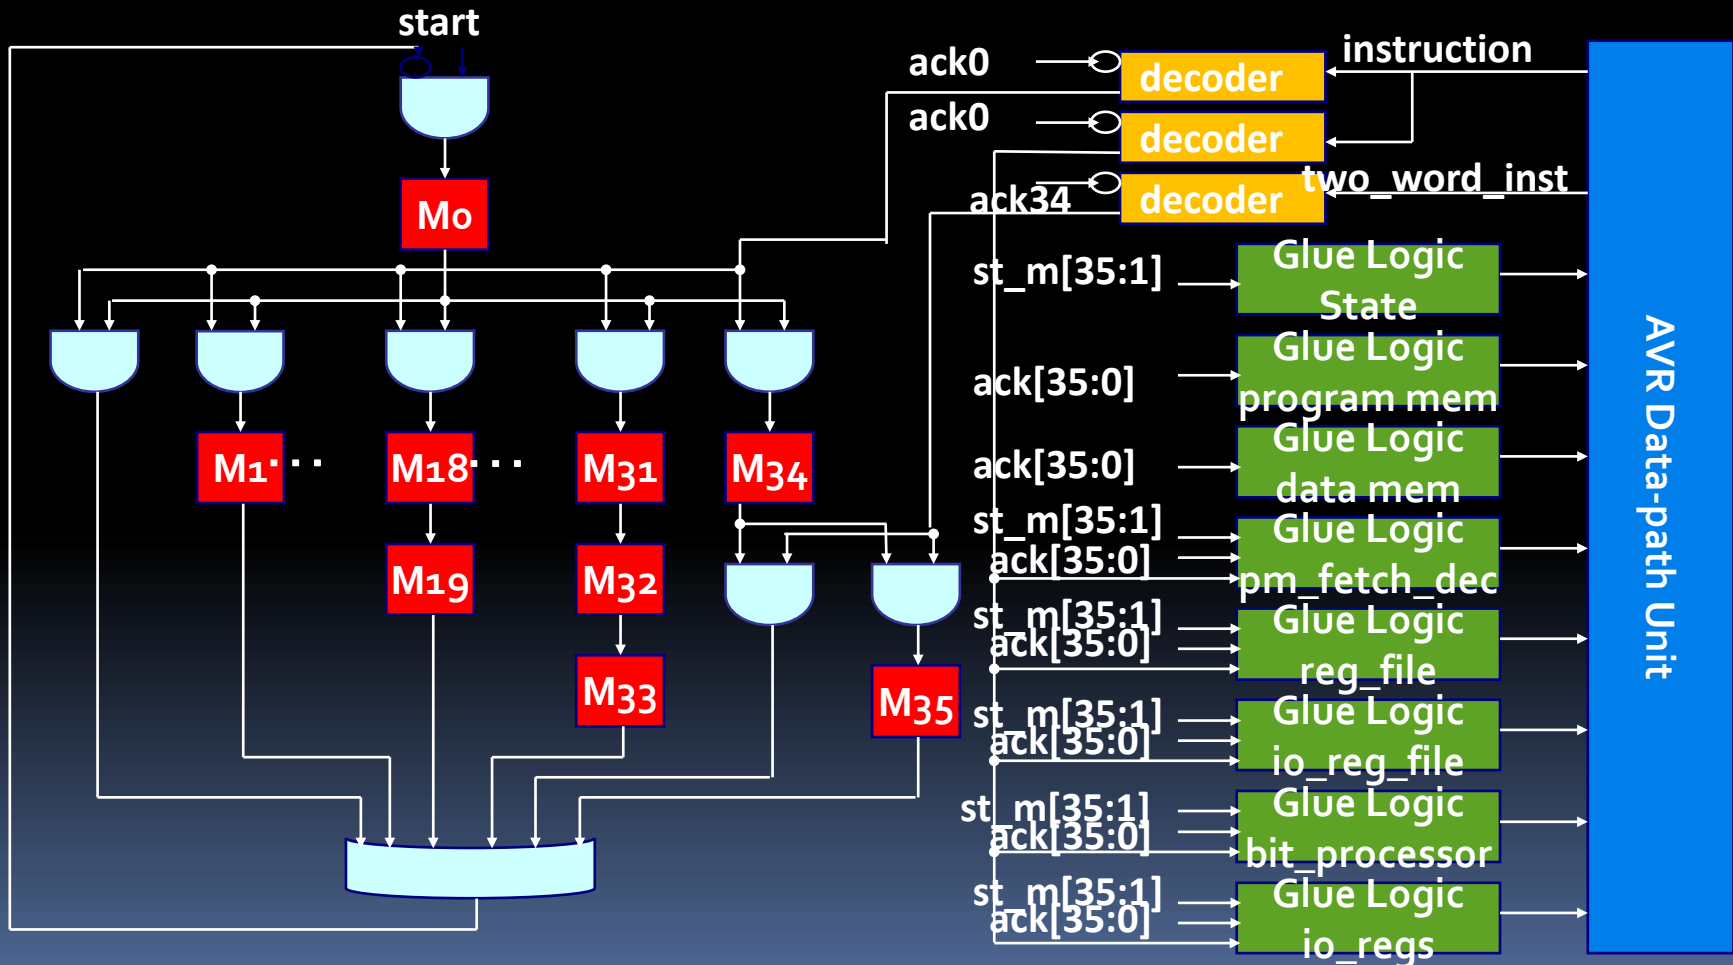 start
M0
M1
. . .
M18
. . .
M31
M34
M19
M32
M33
M35
ack0
decoder
instruction
ack0
decoder
two_word_inst
ack34
decoder
st_m[35:1]
Glue Logic
State
ack[35:0]
Glue Logic
program mem
ack[35:0]
Glue Logic
data mem
st_m[35:1]
ack[35:0]
Glue Logic
pm_fetch_dec
st_m[35:1]
ack[35:0]
Glue Logic
reg_file
st_m[35:1]
ack[35:0]
Glue Logic
io_reg_file
st_m[35:1]
ack[35:0]
Glue Logic
bit_processor
st_m[35:1]
ack[35:0]
Glue Logic
io_regs
AVR Data-path Unit